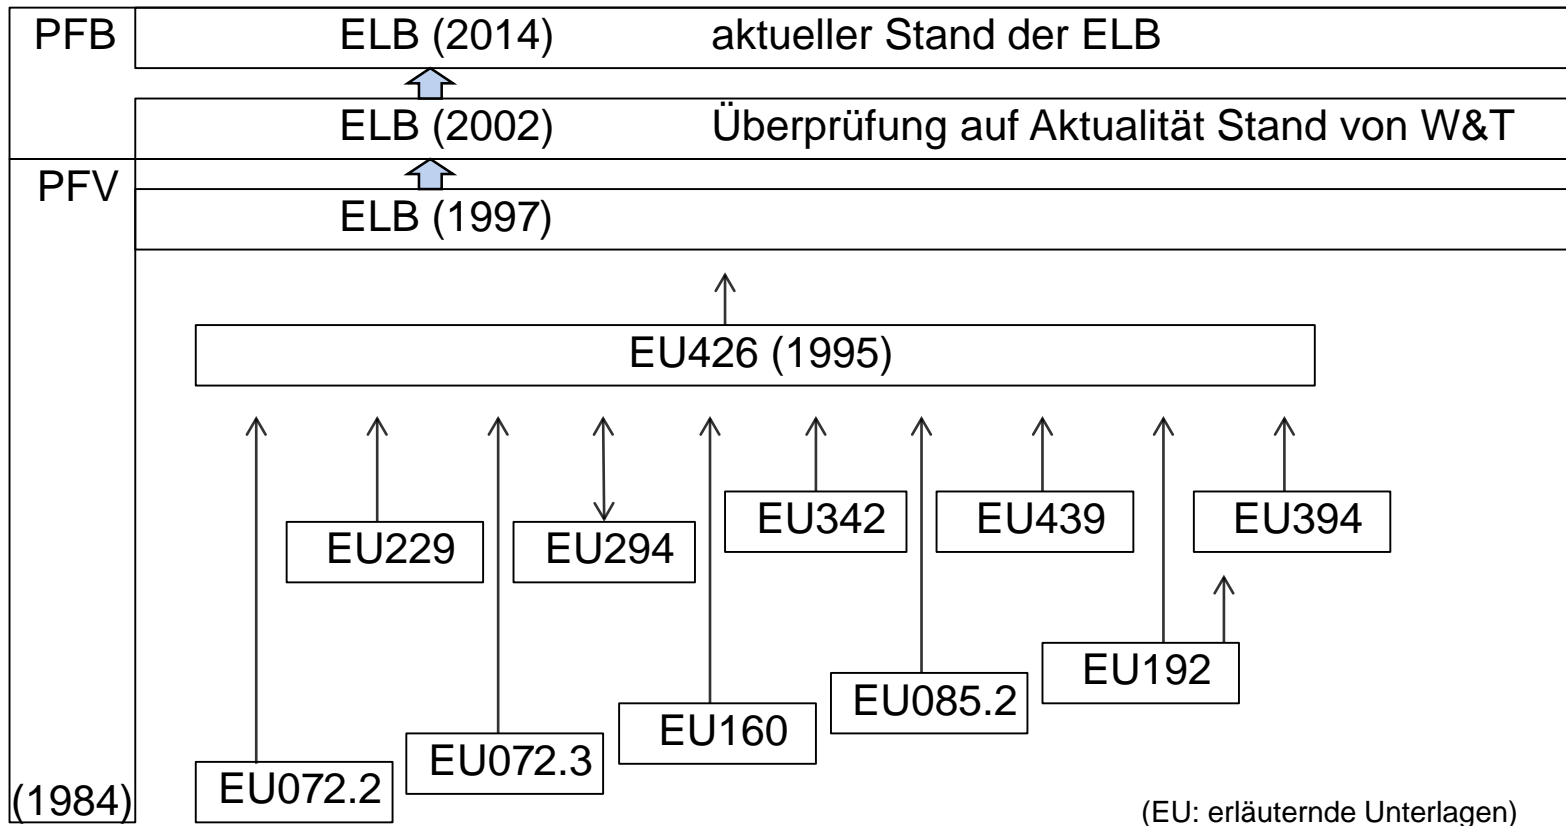 PFB ELB (2014) aktueller Stand der ELB
ELB (2002) Überprüfung auf Aktualität Stand von W&T
PFV
ELB (1997)
EU426 (1995)
EU342 EU439 EU394
EU229 EU294
EU192
EU085.2
EU160
EU072.3
EU072.2
(1984)
(EU: erläuternde Unterlagen)